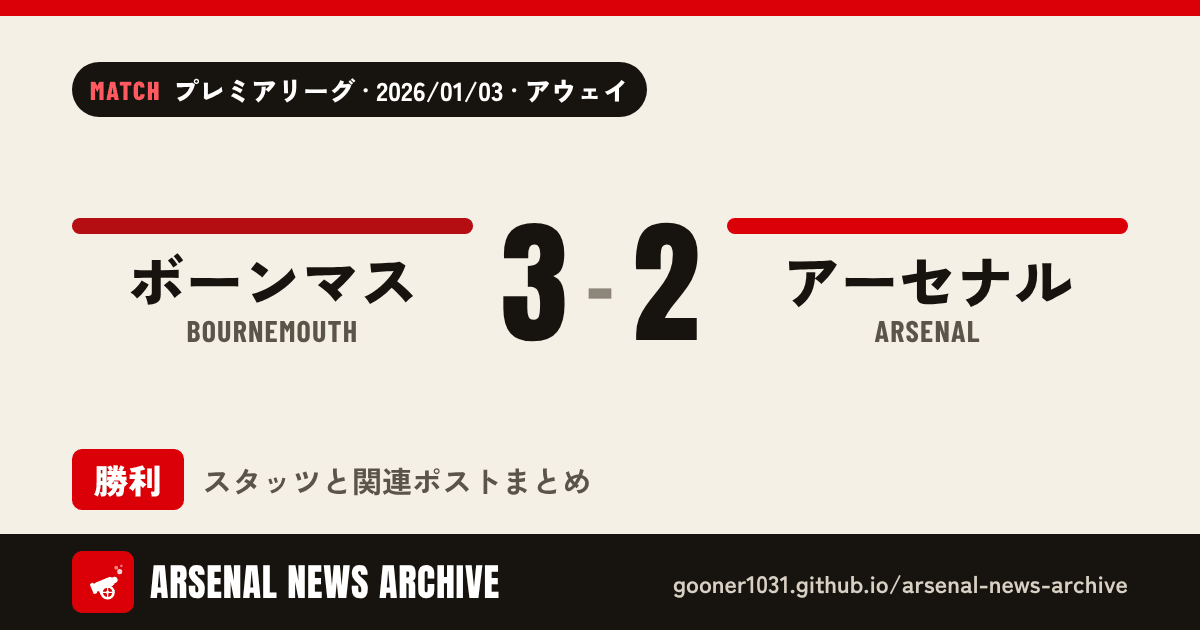 MATCH プレミアリーグ · 2026/01/03 · アウェイ
ボーンマス 3 - 2 アーセナル
BOURNEMOUTH ARSENAL
勝利 スタッツと関連ポストまとめ
ARSENAL NEWS ARCHIVE gooner1031.github.io/arsenal-news-archive